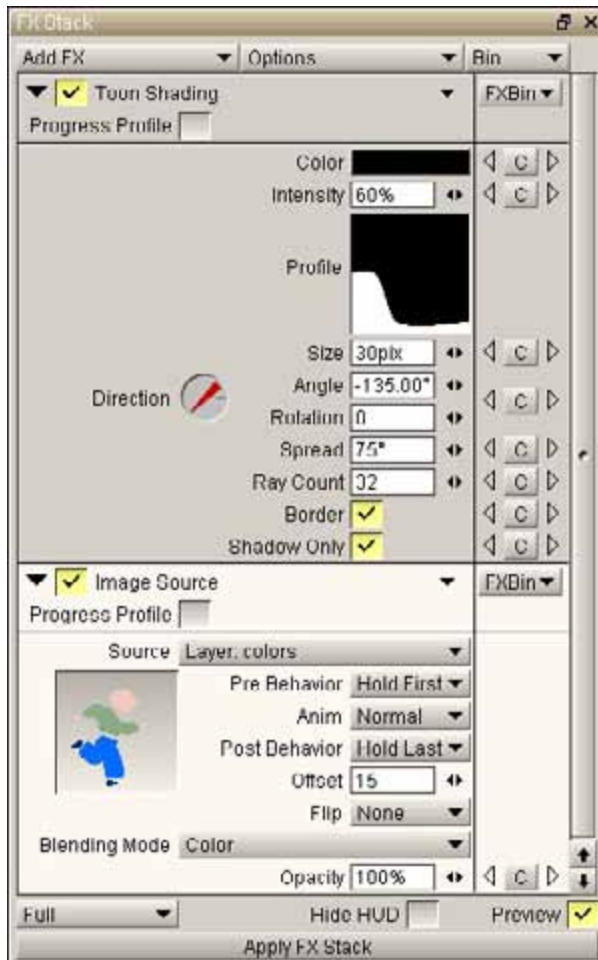 FX Stack
Add FX Options Bin
Toon Shading FXBin
Progress Profile
Color C
Intensity 60% C
Profile
Size 30pix C
Direction Angle -135.00° C
Rotation 0
Spread 75° C
Ray Count 32 C
Border C
Shadow Only C
Image Source FXBin
Progress Profile
Source Layer: colors
Pre Behavior Hold First
Anim Normal
Post Behavior Hold Last
Offset 15
Flip None
Blending Mode Color
Opacity 100% C
Full Hide HUD Preview
Apply FX Stack